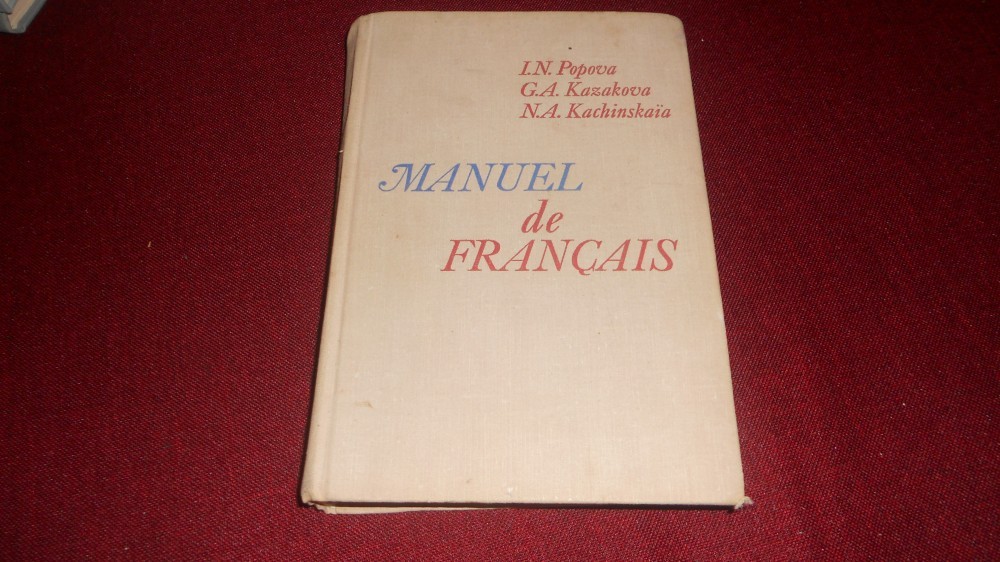 I.N. Popova
G.A. Kazakova
N.A. Kachinskaïa
MANUEL
de
FRANÇAIS